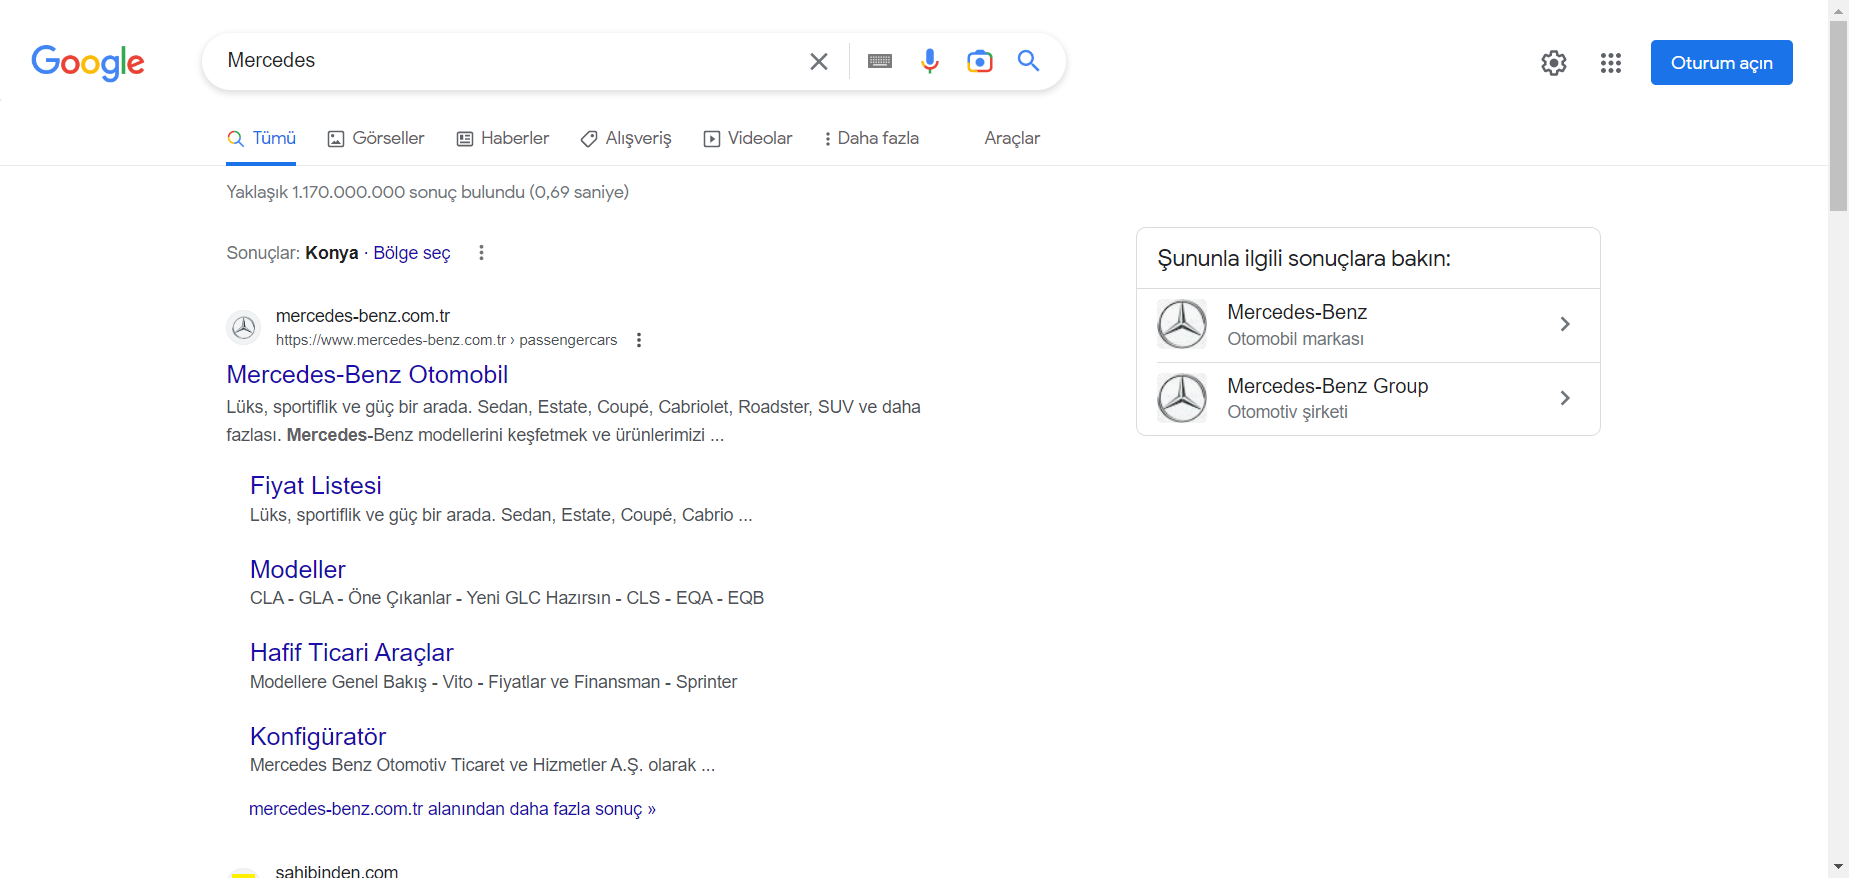 Google
Mercedes
Oturum açın
Tümü Görseller Haberler Alışveriş Videolar Daha fazla Araçlar
Yaklaşık 1.170.000.000 sonuç bulundu (0,69 saniye)
Sonuçlar: Konya · Bölge seç
mercedes-benz.com.tr
https://www.mercedes-benz.com.tr › passengercars
Mercedes-Benz Otomobil
Lüks, sportiflik ve güç bir arada. Sedan, Estate, Coupé, Cabriolet, Roadster, SUV ve daha
fazlası. Mercedes-Benz modellerini keşfetmek ve ürünlerimizi ...
Fiyat Listesi
Lüks, sportiflik ve güç bir arada. Sedan, Estate, Coupé, Cabrio ...
Modeller
CLA - GLA - Öne Çıkanlar - Yeni GLC Hazırsın - CLS - EQA - EQB
Hafif Ticari Araçlar
Modellere Genel Bakış - Vito - Fiyatlar ve Finansman - Sprinter
Konfigüratör
Mercedes Benz Otomotiv Ticaret ve Hizmetler A.Ş. olarak ...
mercedes-benz.com.tr alanından daha fazla sonuç »
sahibinden.com
Şununla ilgili sonuçlara bakın:
Mercedes-Benz
Otomobil markası
Mercedes-Benz Group
Otomotiv şirketi